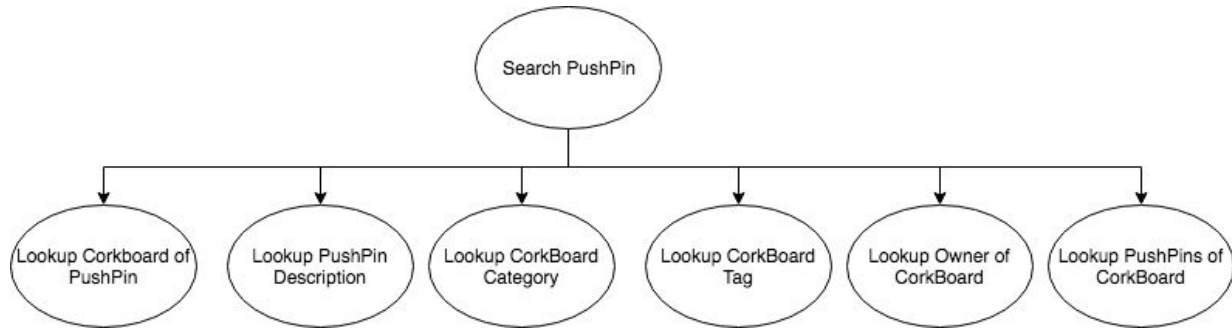 Search PushPin
Lookup Corkboard of
PushPin
Lookup PushPin
Description
Lookup CorkBoard
Category
Lookup CorkBoard
Tag
Lookup Owner of
CorkBoard
Lookup PushPins of
CorkBoard